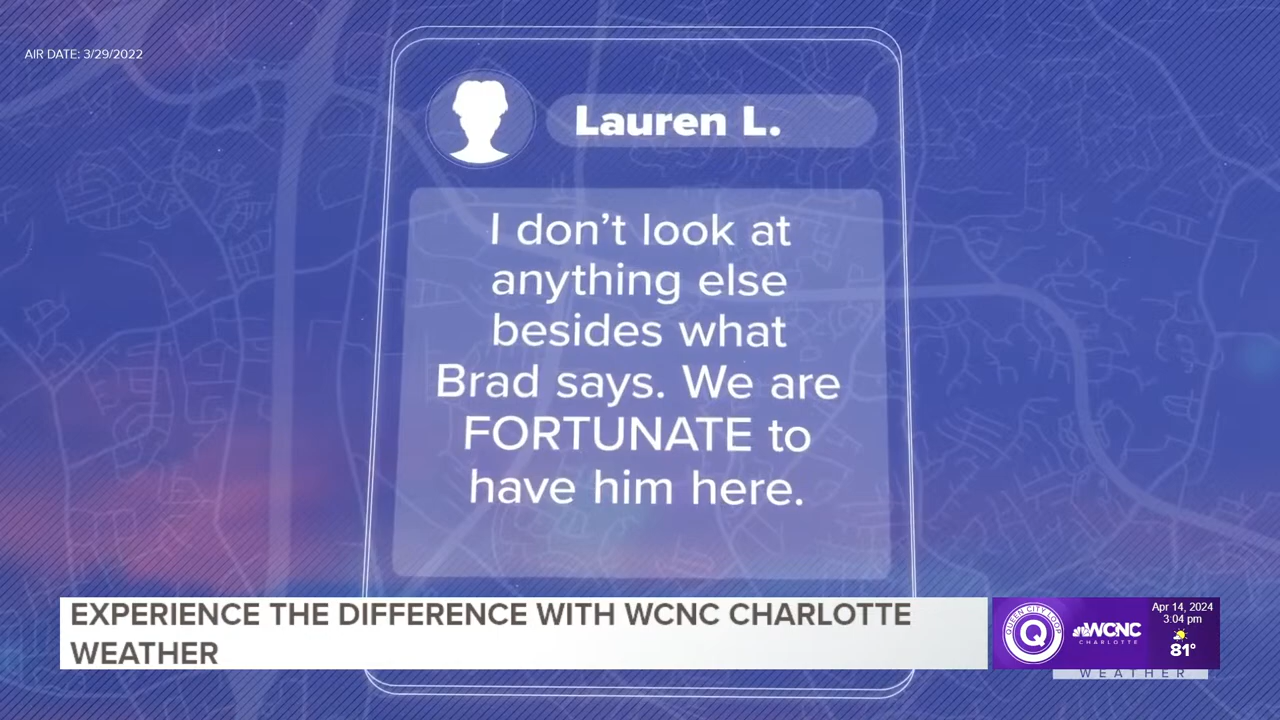 AIR DATE: 3/29/2022
Lauren L.
I don’t look at
anything else
besides what
Brad says. We are
FORTUNATE to
have him here.
EXPERIENCE THE DIFFERENCE WITH WCNC CHARLOTTE
WEATHER
QUEEN CITY LOOP
Q
WCNC
CHARLOTTE
Apr 14, 2024
3:04 pm
81°
WEATHER